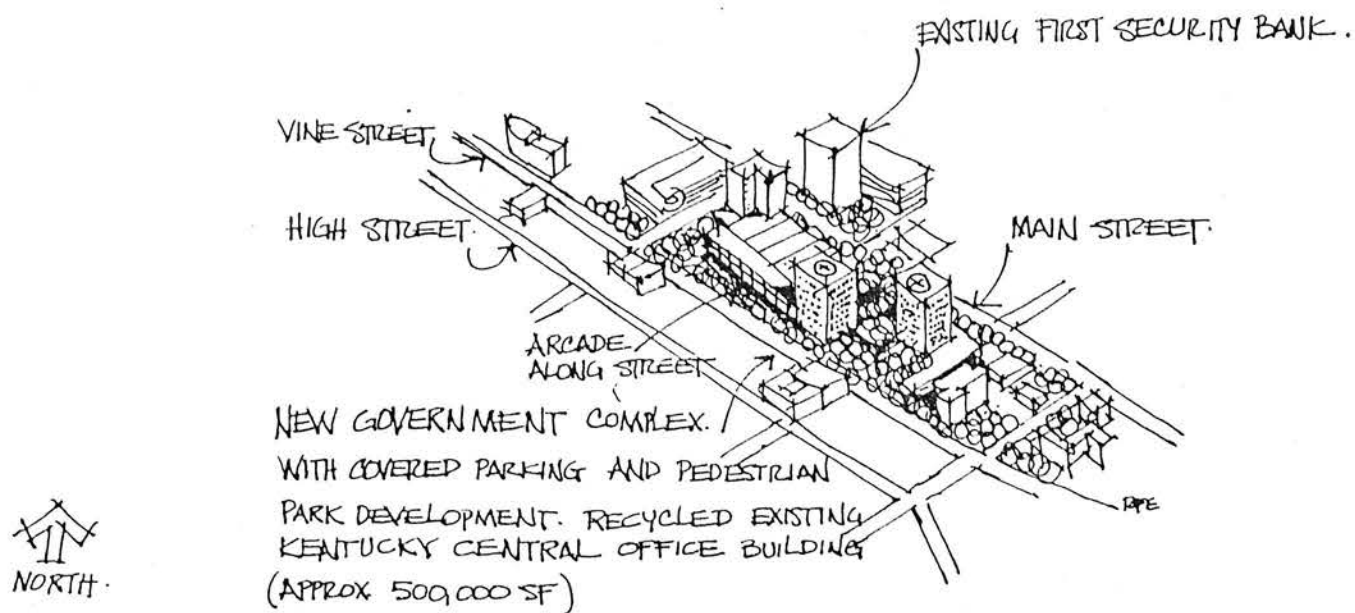 EXISTING FIRST SECURITY BANK.
VINE STREET
HIGH STREET.
MAIN STREET.
ARCADE
ALONG STREET
NEW GOVERNMENT COMPLEX.
WITH COVERED PARKING AND PEDESTRIAN
PARK DEVELOPMENT. RECYCLED EXISTING
KENTUCKY CENTRAL OFFICE BUILDING
(APPROX 500,000 SF)
NORTH.